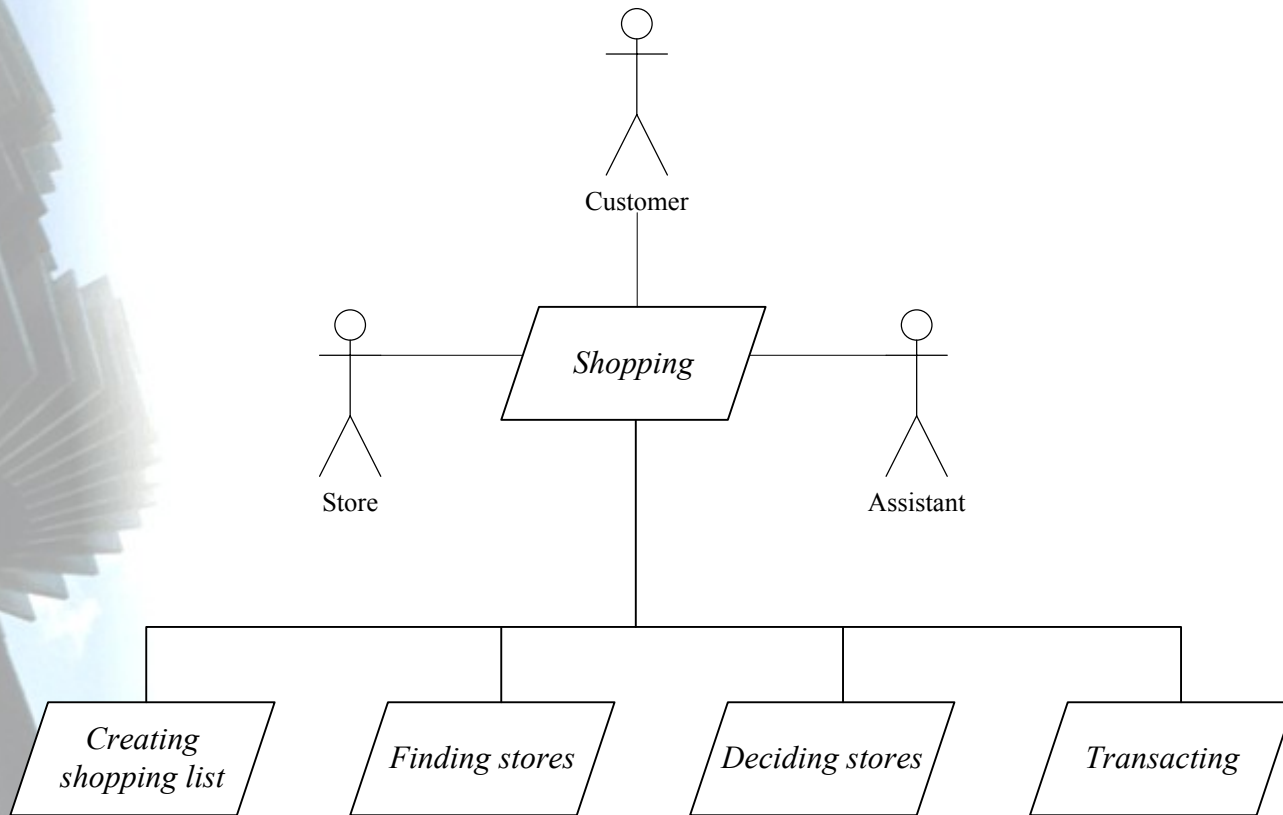 Customer
Shopping
Store
Assistant
Creating
shopping list
Finding stores
Deciding stores
Transacting